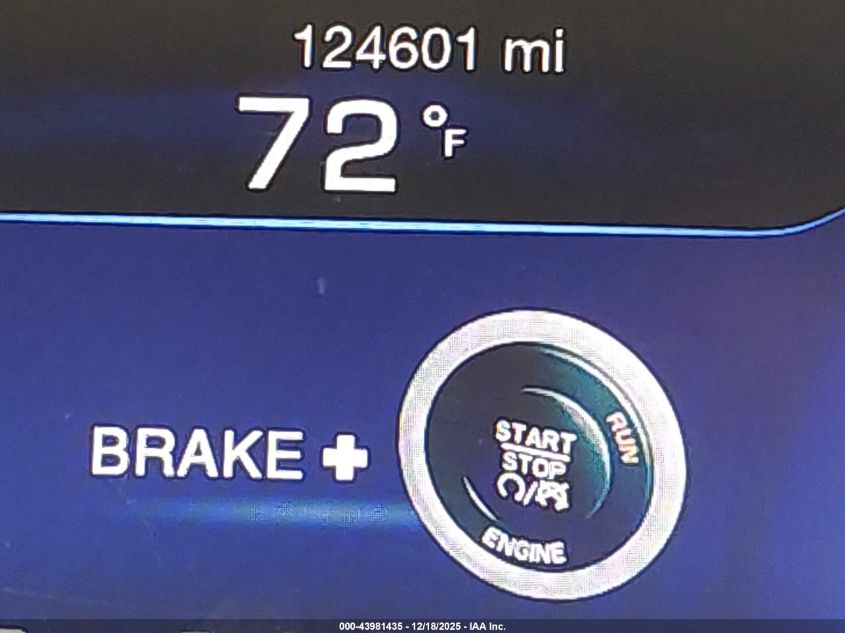 124601 mi
72 °F
BRAKE +
START
STOP
RUN
ENGINE
000-43981435 - 12/18/2025 - IAA Inc.